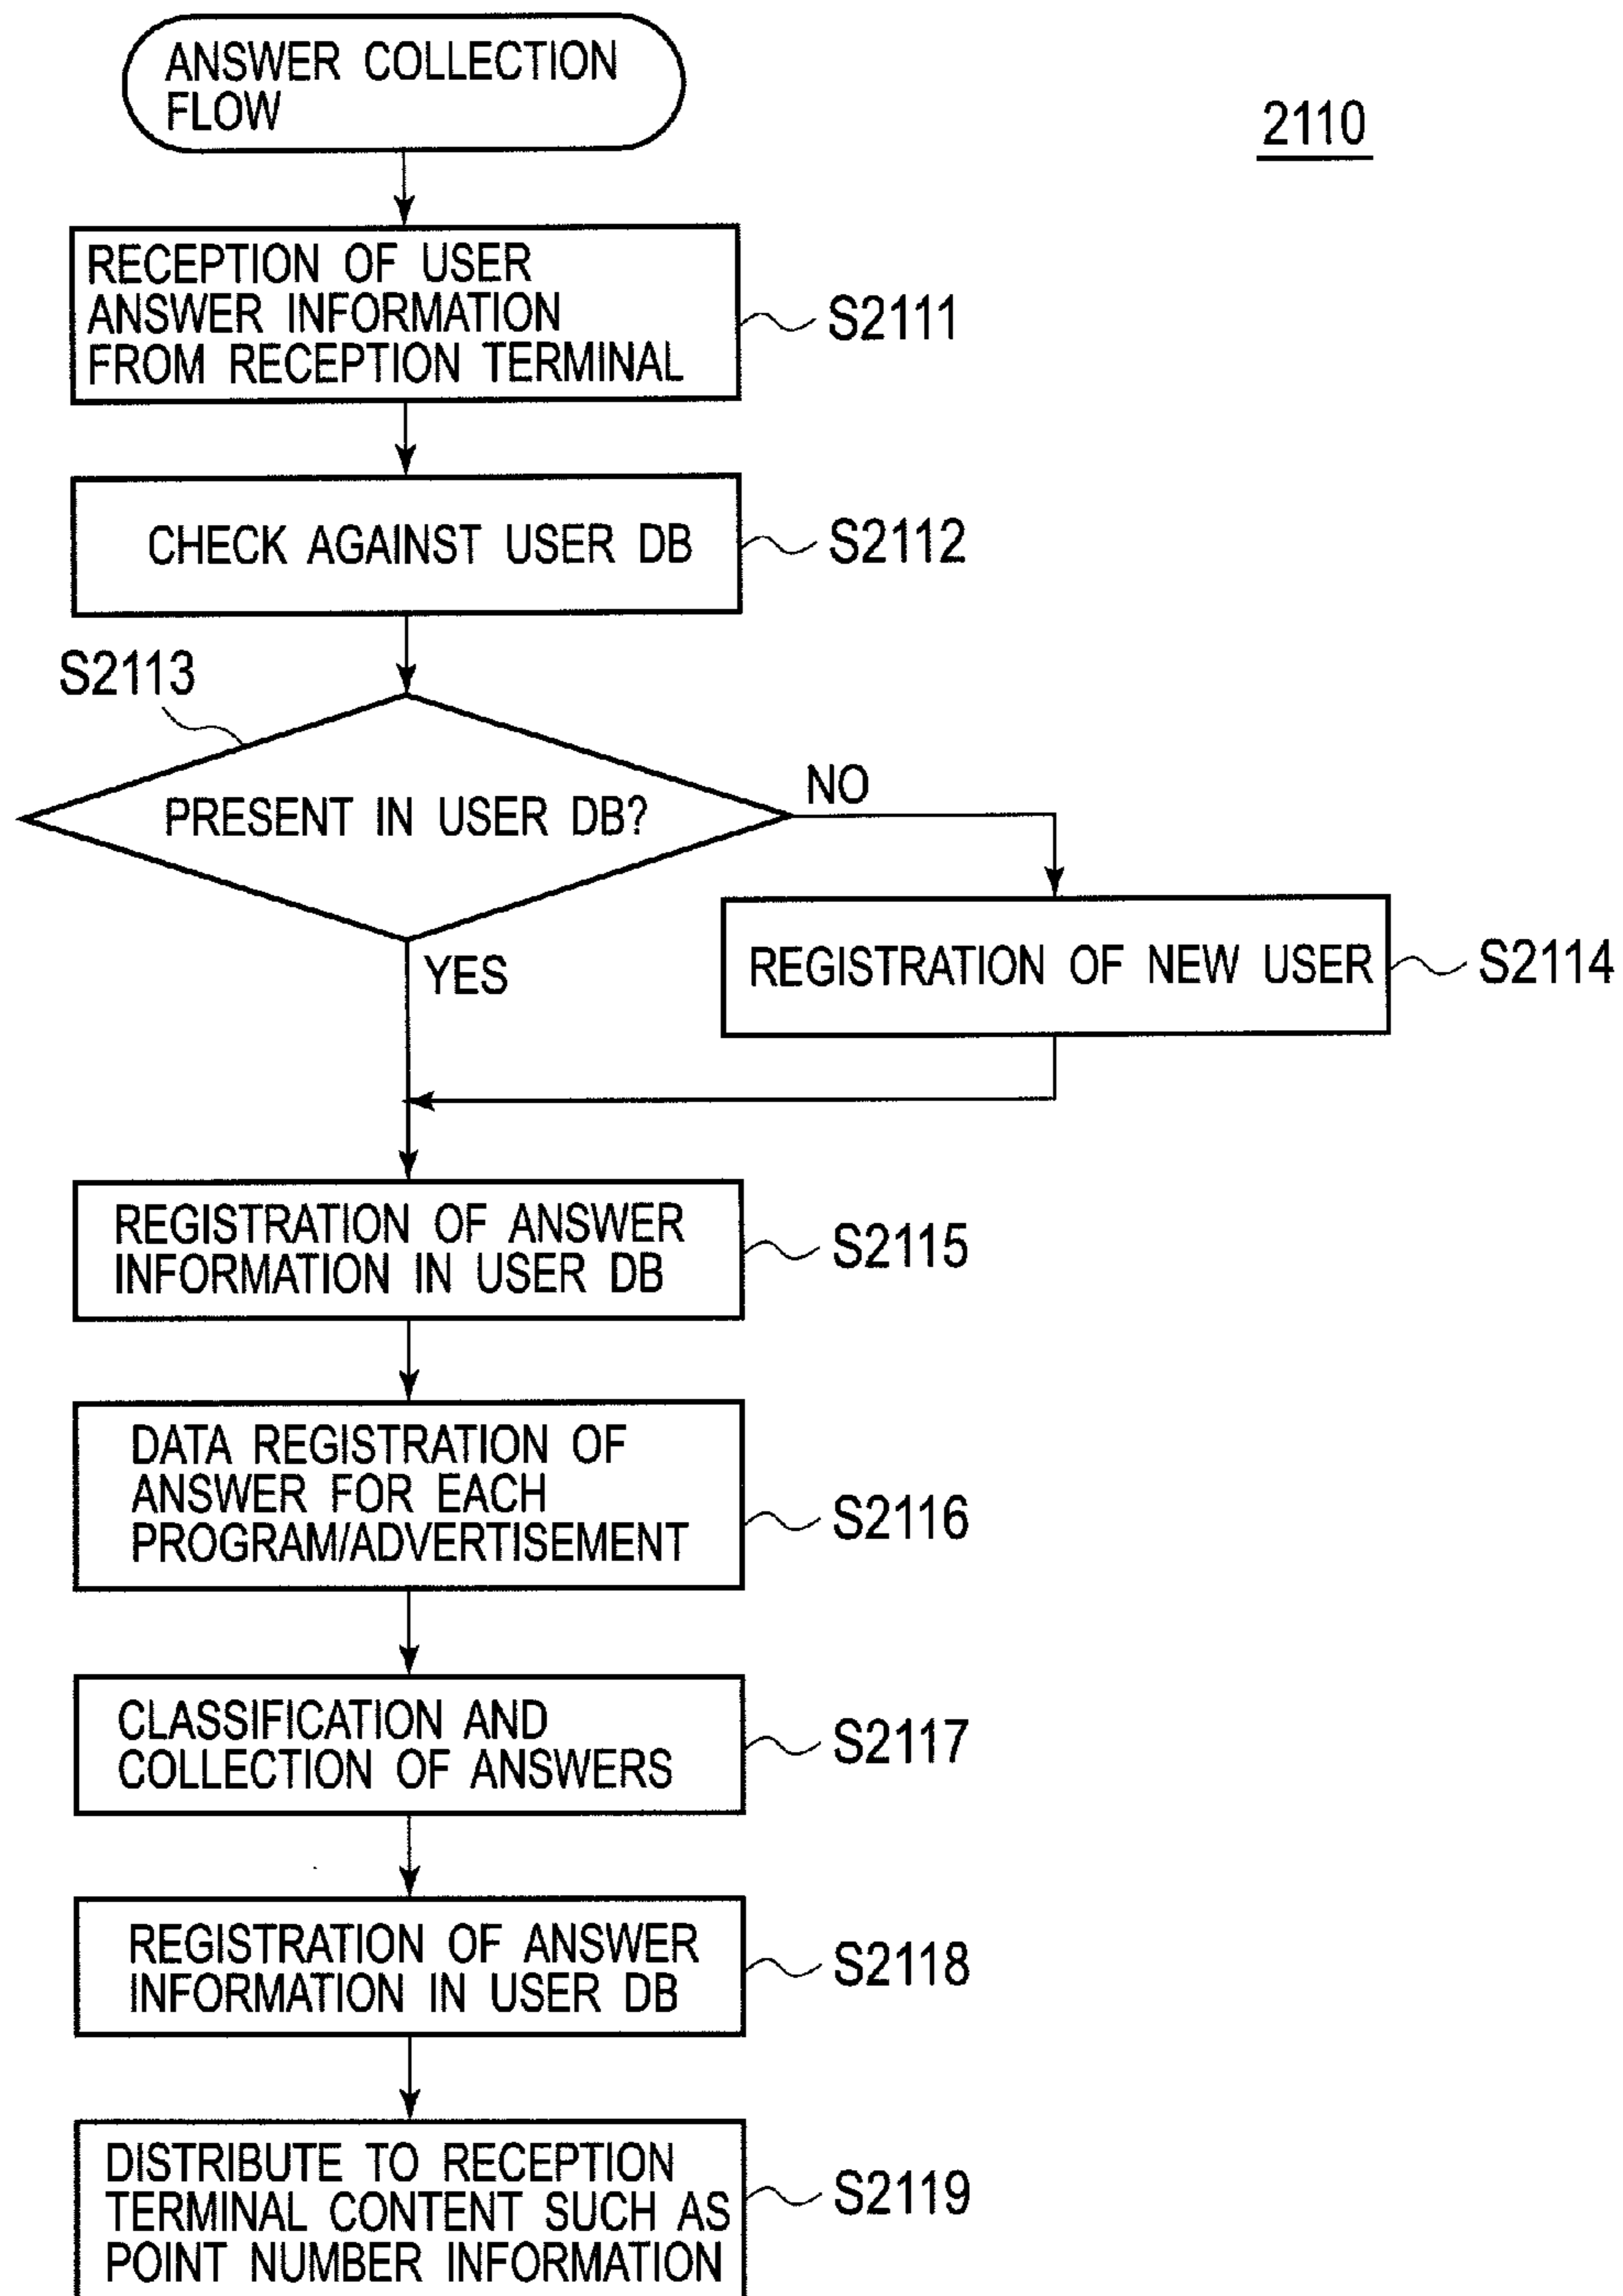 ANSWER COLLECTION
FLOW
2110
RECEPTION OF USER
ANSWER INFORMATION
FROM RECEPTION TERMINAL
S2111
CHECK AGAINST USER DB
S2112
S2113
PRESENT IN USER DB?
NO
YES
REGISTRATION OF NEW USER
S2114
REGISTRATION OF ANSWER
INFORMATION IN USER DB
S2115
DATA REGISTRATION OF
ANSWER FOR EACH
PROGRAM/ADVERTISEMENT
S2116
CLASSIFICATION AND
COLLECTION OF ANSWERS
S2117
REGISTRATION OF ANSWER
INFORMATION IN USER DB
S2118
DISTRIBUTE TO RECEPTION
TERMINAL CONTENT SUCH AS
POINT NUMBER INFORMATION
S2119